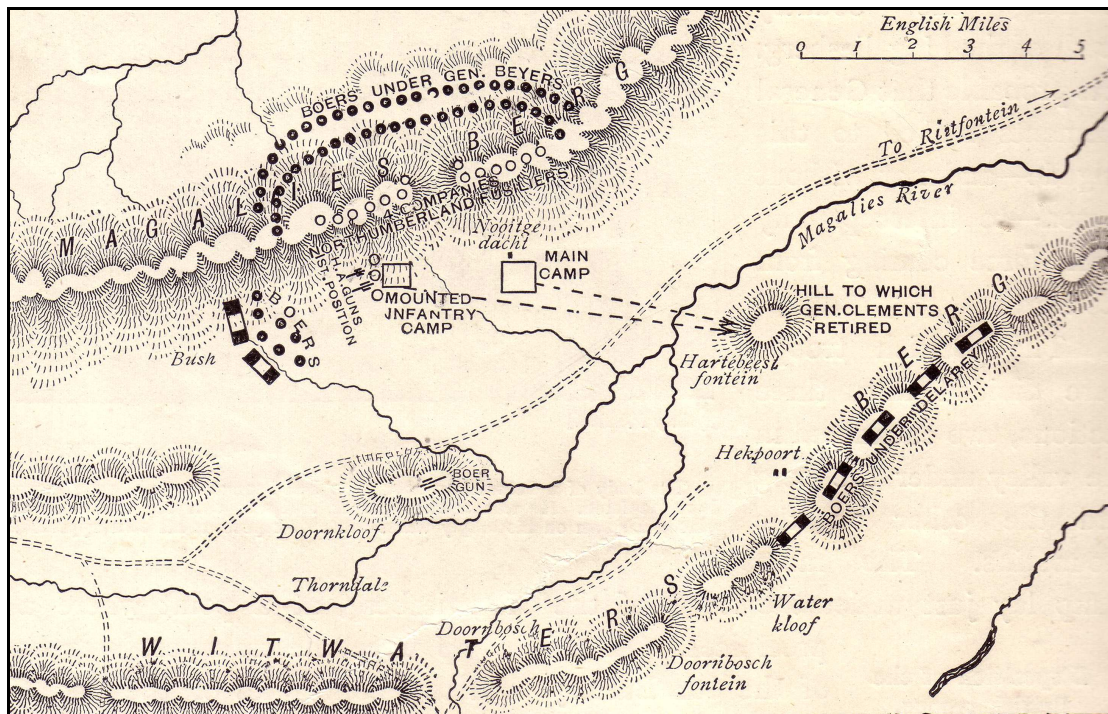 English Miles
0 1 2 3 4 5
BOERS UNDER GEN. BEYERS
MAGALIESBERG
4 COMPANIES
NORTHUMBERLAND FUSILIERS
To Rietfontein
Magalies River
Nooitge
dacht
MAIN
CAMP
R.H.A GUNS
1ST POSITION
MOUNTED
INFANTRY
CAMP
BOERS
Bush
HILL TO WHICH
GEN. CLEMENTS
RETIRED
Hartebeest
fontein
BOERS UNDER DELAREY
Hekpoort
BOER
GUN
Doornkloof
Thorndale
Water
kloof
Doornbosch
Doornbosch
fontein
WITWATERSBERG